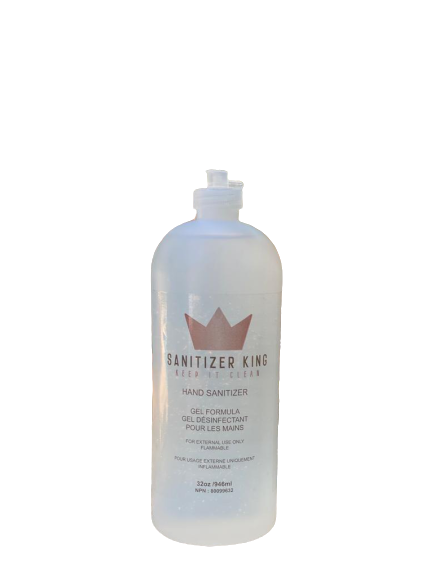 SANITIZER KING
KEEP IT CLEAN
HAND SANITIZER
GEL FORMULA
GEL DÉSINFECTANT
POUR LES MAINS
FOR EXTERNAL USE ONLY
FLAMMABLE
POUR USAGE EXTERNE UNIQUEMENT
INFLAMMABLE
32oz /946ml